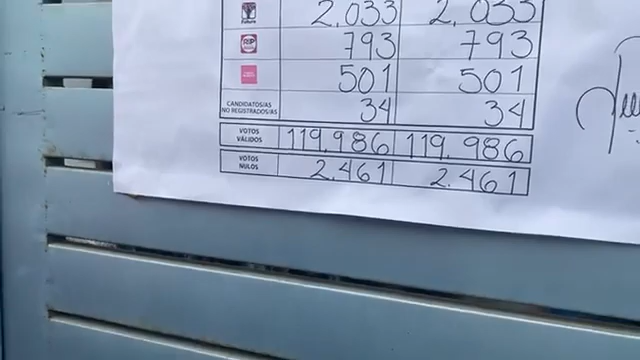 2,033 2,033
RSP 793 793
501 501
CANDIDATOS/AS NO REGISTRADOS/AS 34 34
VOTOS VÁLIDOS 119,986 119,986
VOTOS NULOS 2,461 2,461